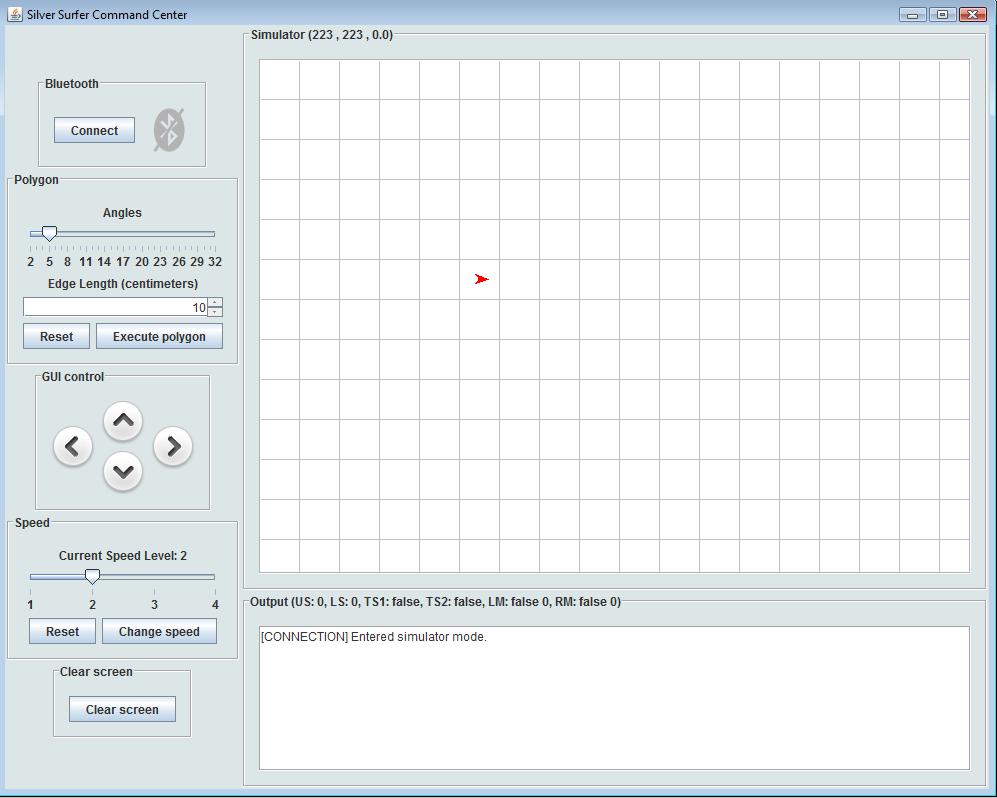 Silver Surfer Command Center
Bluetooth
Connect
Polygon
Angles
2 5 8 11 14 17 20 23 26 29 32
Edge Length (centimeters)
10
Reset Execute polygon
GUI control
Speed
Current Speed Level: 2
1 2 3 4
Reset Change speed
Clear screen
Clear screen
Simulator (223 , 223 , 0.0)
Output (US: 0, LS: 0, TS1: false, TS2: false, LM: false 0, RM: false 0)
[CONNECTION] Entered simulator mode.